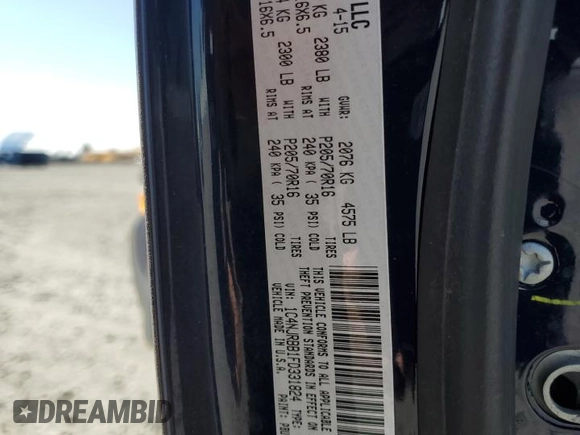 LLC
4-15 GVWR: 2076 KG 4575 LB
6X6.5
KG 2380 LB WITH P205/70R16 TIRES
RIMS AT 240 KPA ( 35 PSI) COLD
16X6.5
KG 2300 LB WITH P205/70R16 TIRES
RIMS AT 240 KPA ( 35 PSI) COLD
THIS VEHICLE CONFORMS TO ALL APPLICABLE
THEFT PREVENTION STANDARDS IN EFFECT ON
VIN: 1C4NJRBB1FD331824 TYPE:
MADE IN U.S.A. PAINT:
DREAMBID